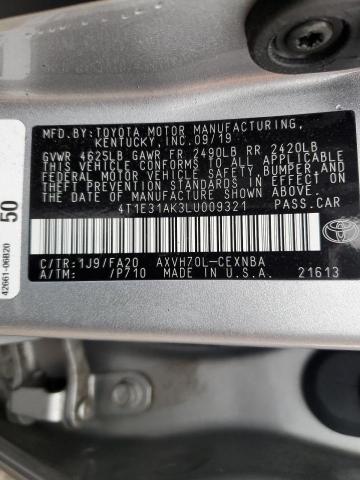 MFD. BY: TOYOTA MOTOR MANUFACTURING,
KENTUCKY, INC. 09/19
GVWR 4625LB GAWR FR 2490LB RR 2420LB
THIS VEHICLE CONFORMS TO ALL APPLICABLE
FEDERAL MOTOR VEHICLE SAFETY, BUMPER,
AND THEFT PREVENTION STANDARDS IN EFFECT
ON THE DATE OF MANUFACTURE SHOWN ABOVE.
4T1E31AK3LU009321 PASS.CAR
C/TR:1J9/FA20 AXVH70L-CEXNBA
A/TM: /P710 21613
50
42661-06B20